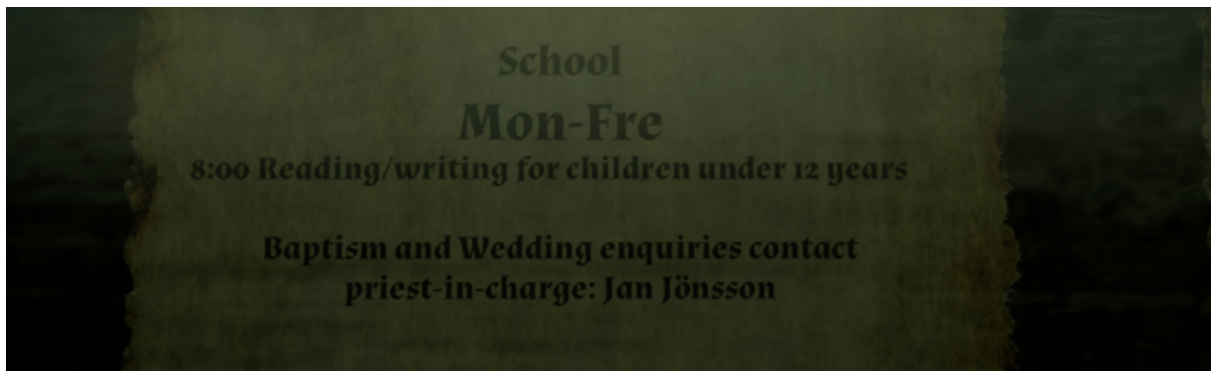 School
Mon-Fre
8:00 Reading/writing for children under 12 years
Baptism and Wedding enquiries contact
priest-in-charge: Jan Jönsson